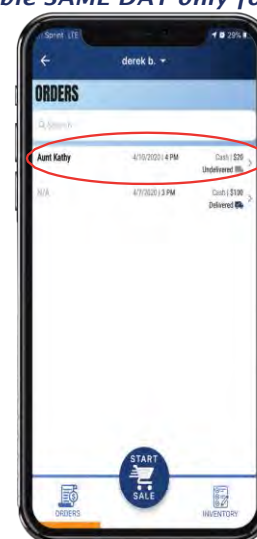 ble SAME DAY only fo
Sprint LTE 29%
derek b.
ORDERS
Search
Aunt Kathy 4/10/2020 | 4 PM Cash | $20
Undelivered
N/A 4/7/2020 | 3 PM Cash | $130
Delivered
START
SALE
ORDERS INVENTORY